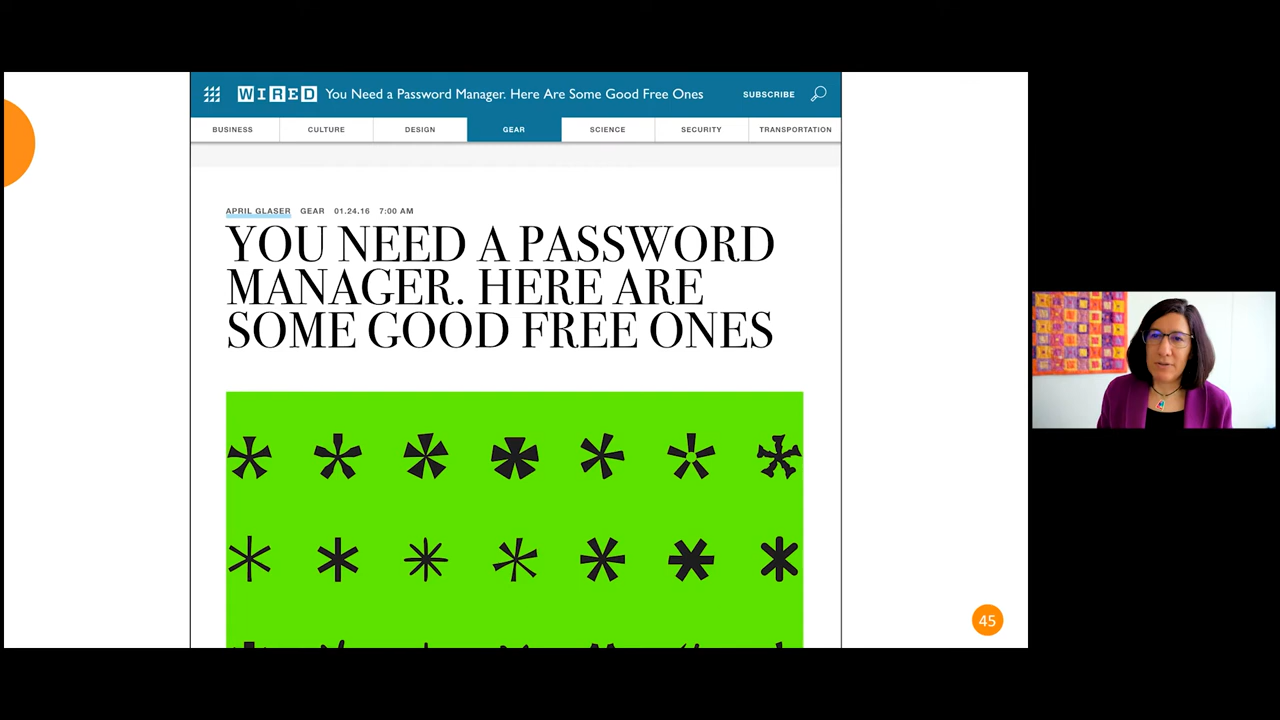 WIRED You Need a Password Manager. Here Are Some Good Free Ones SUBSCRIBE
BUSINESS CULTURE DESIGN GEAR SCIENCE SECURITY TRANSPORTATION
APRIL GLASER GEAR 01.24.16 7:00 AM
YOU NEED A PASSWORD
MANAGER. HERE ARE
SOME GOOD FREE ONES
45